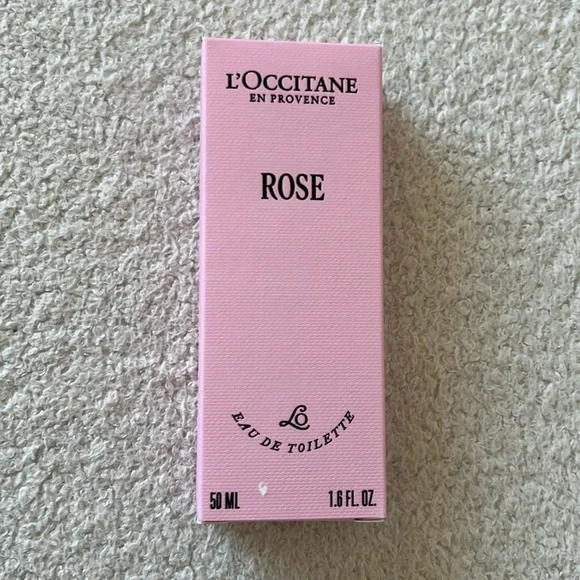 L'OCCITANE
EN PROVENCE
ROSE
LO
EAU DE TOILETTE
50 ML 1.6 FL. OZ.